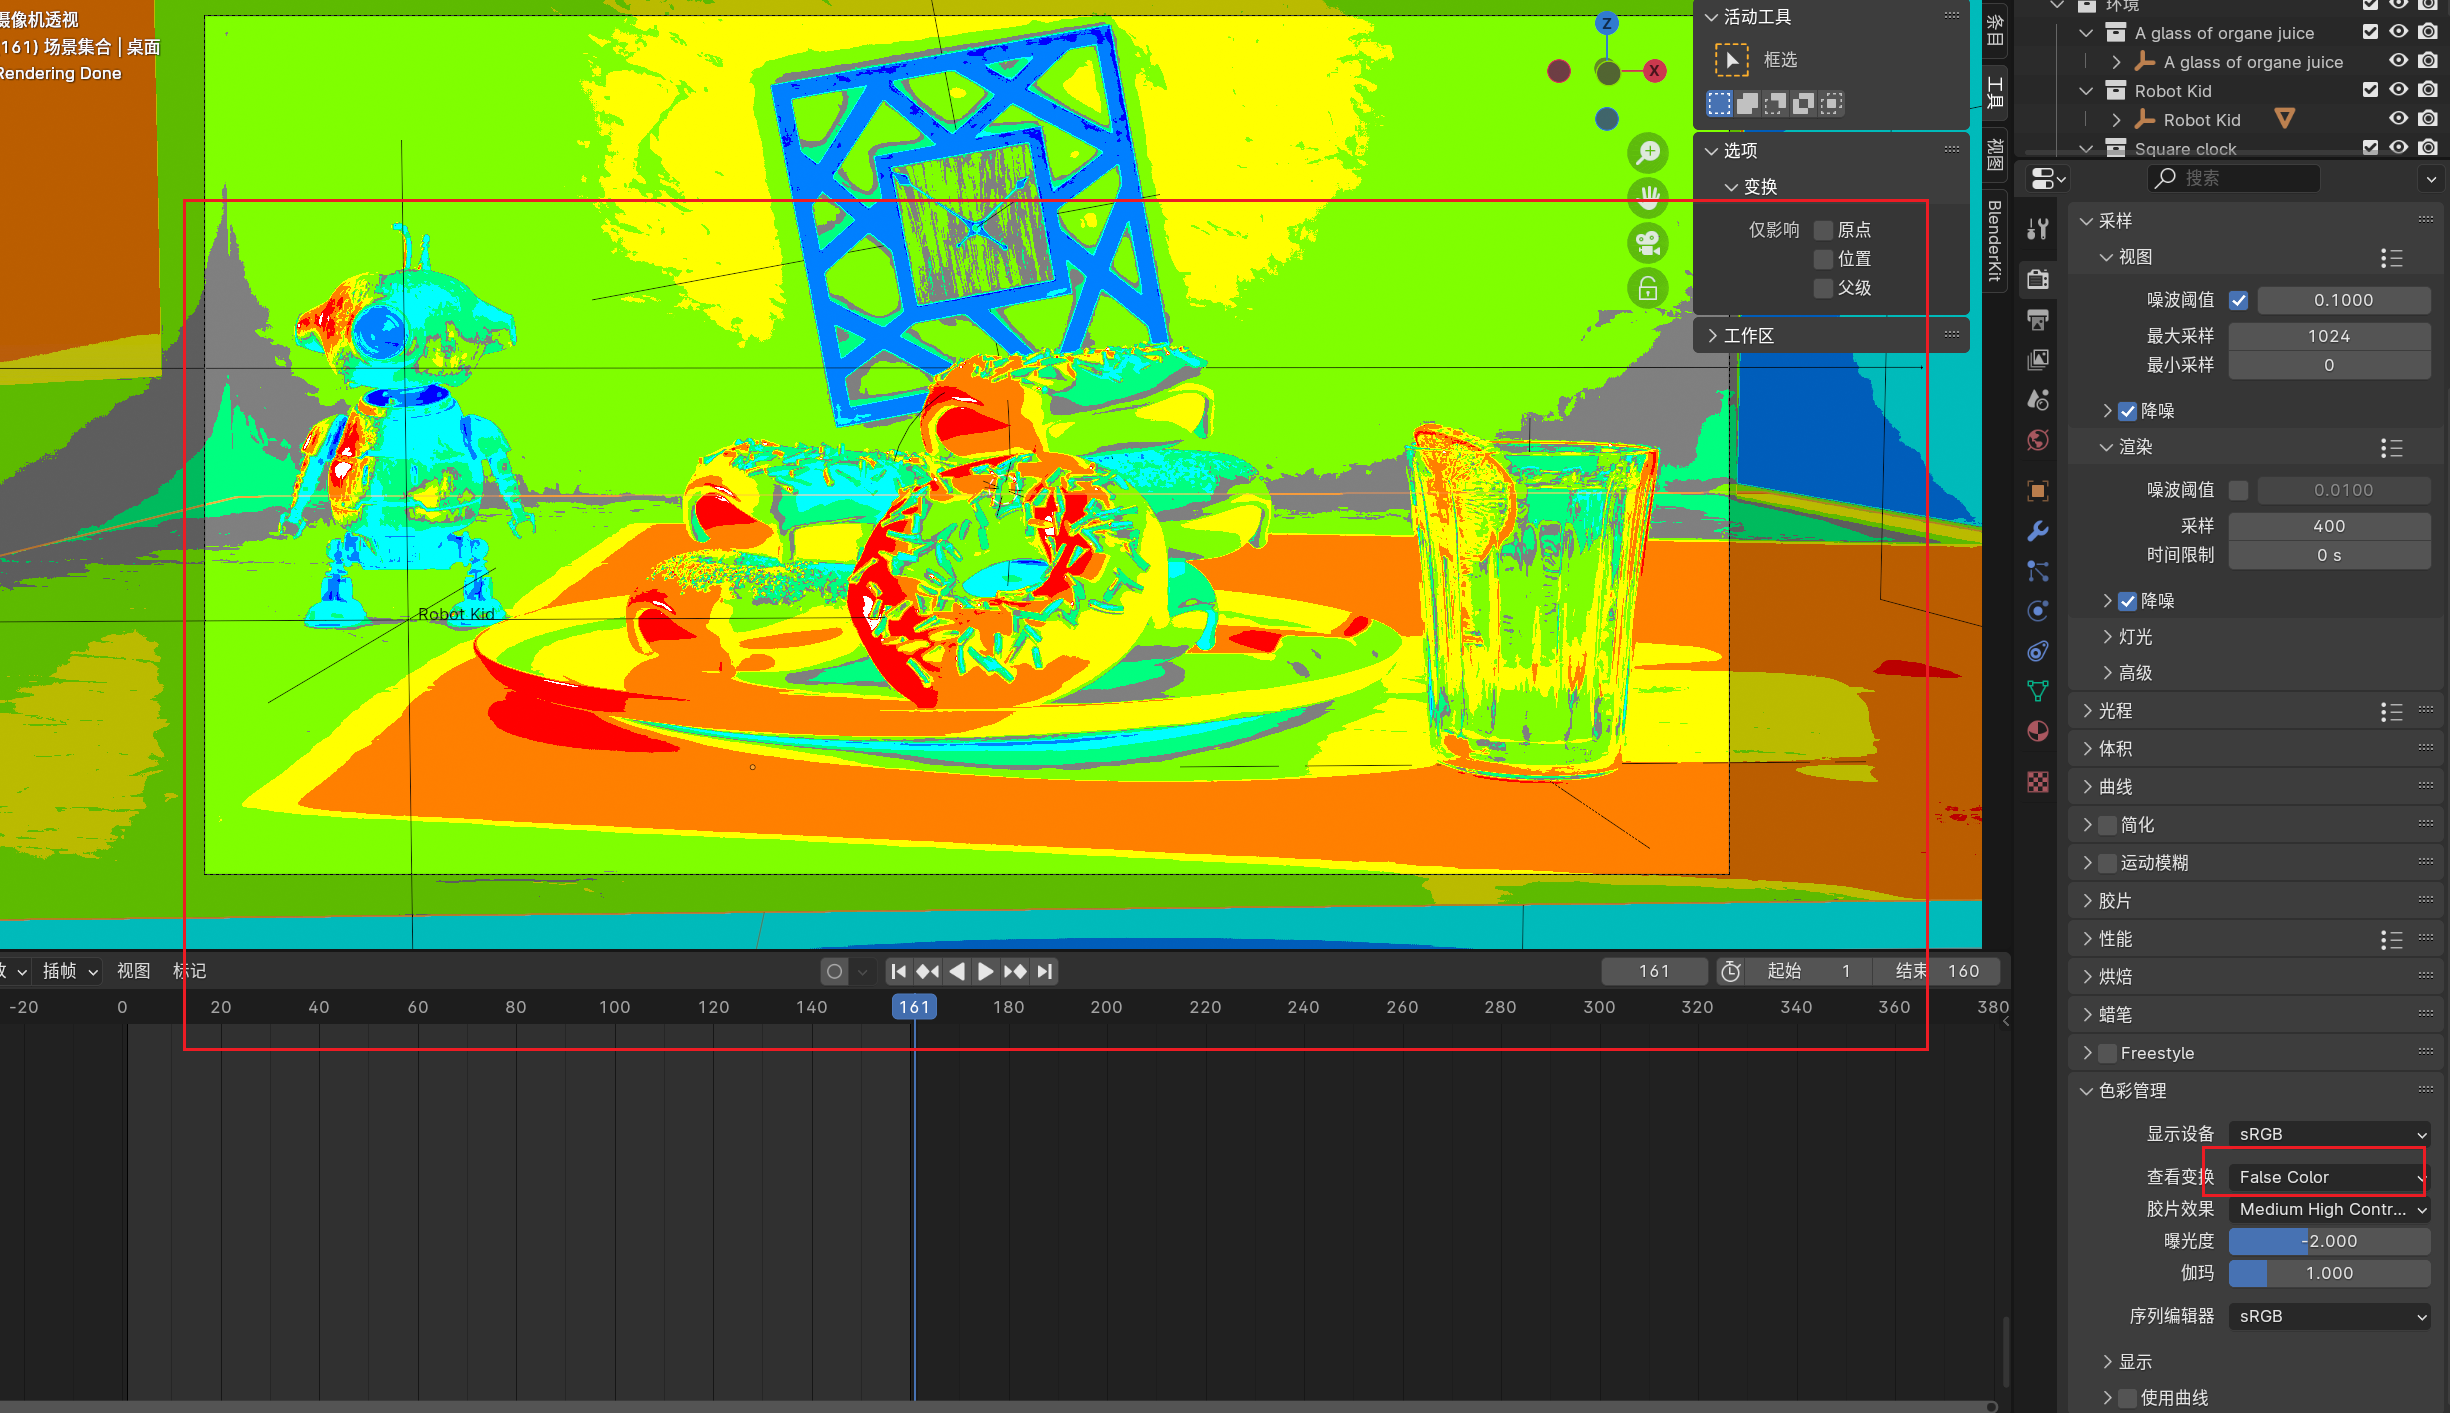 摄像机透视
161) 场景集合 | 桌面
Rendering Done
Z
X
Robot Kid
活动工具
框选
选项
变换
仅影响
原点
位置
父级
工作区
条目
工具
视图
BlenderKit
环境
A glass of organe juice
A glass of organe juice
Robot Kid
Robot Kid
Square clock
搜索
采样
视图
噪波阈值 0.1000
最大采样 1024
最小采样 0
降噪
渲染
噪波阈值 0.0100
采样 400
时间限制 0 s
降噪
灯光
高级
光程
体积
曲线
简化
运动模糊
胶片
性能
烘焙
蜡笔
Freestyle
色彩管理
显示设备 sRGB
查看变换 False Color
胶片效果 Medium High Contr...
曝光度 -2.000
伽玛 1.000
序列编辑器 sRGB
显示
使用曲线
插帧 视图 标记
161 起始 1 结束 160
-20 0 20 40 60 80 100 120 140 161 180 200 220 240 260 280 300 320 340 360 380